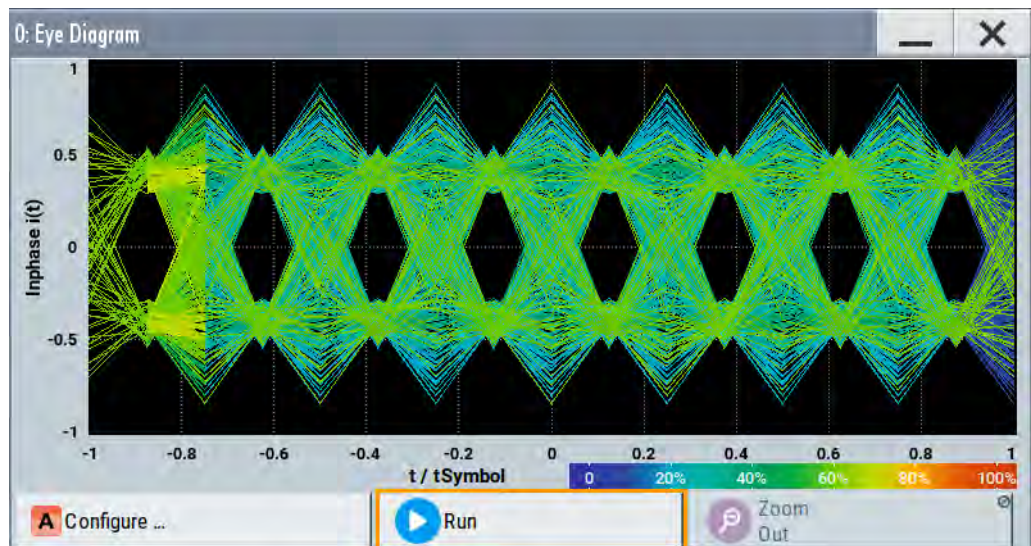 0: Eye Diagram
1
0.5
0
-0.5
-1
Inphase i(t)
-1 -0.8 -0.6 -0.4 -0.2 0 0.2 0.4 0.6 0.8 1
t / tSymbol
0 20% 40% 60% 80% 100%
A Configure ...
Run
Zoom
Out